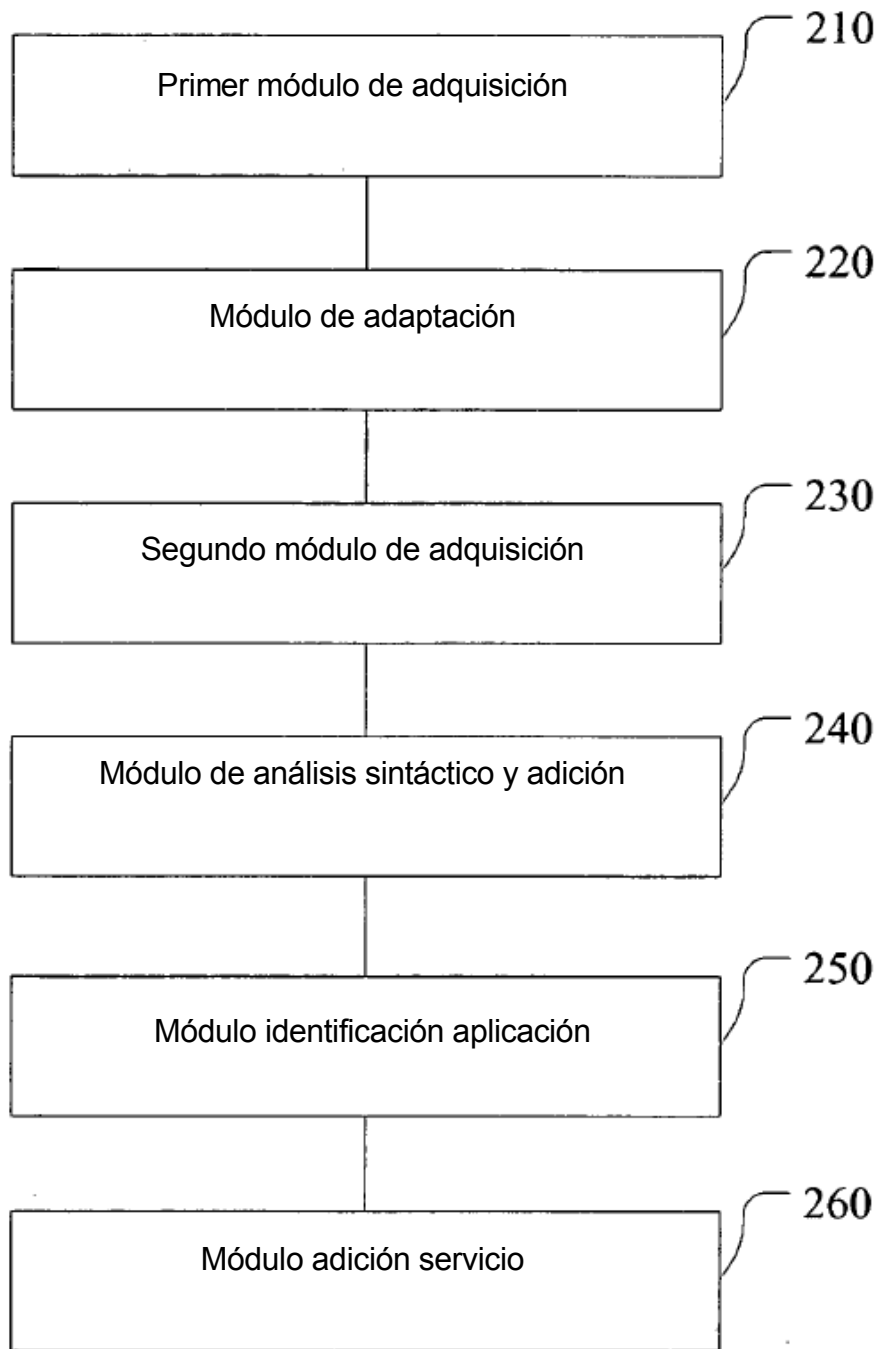 210
Primer módulo de adquisición
220
Módulo de adaptación
230
Segundo módulo de adquisición
240
Módulo de análisis sintáctico y adición
250
Módulo identificación aplicación
260
Módulo adición servicio